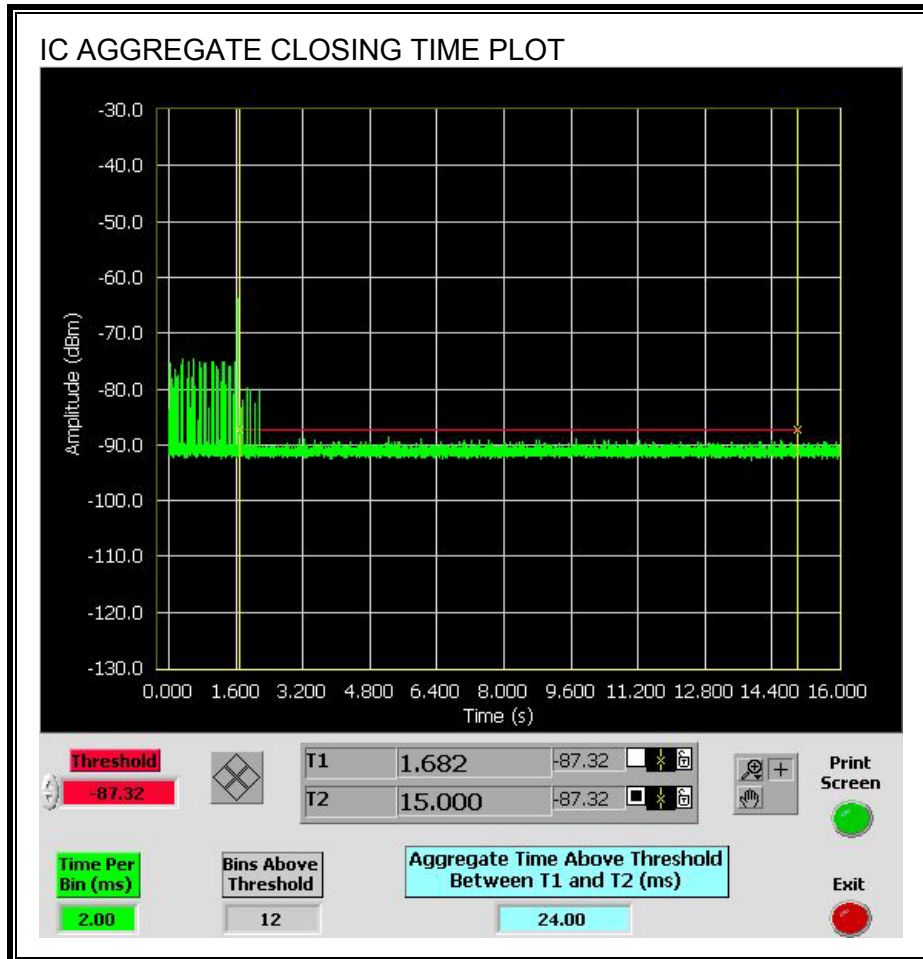 IC AGGREGATE CLOSING TIME PLOT
-30.0
-40.0
-50.0
-60.0
-70.0
-80.0
-90.0
-100.0
-110.0
-120.0
-130.0
Amplitude (dBm)
0.000 1.600 3.200 4.800 6.400 8.000 9.600 11.200 12.800 14.400 16.000
Time (s)
Threshold
-87.32
T1 1.682 -87.32
T2 15.000 -87.32
Print
Screen
Time Per
Bin (ms)
2.00
Bins Above
Threshold
12
Aggregate Time Above Threshold
Between T1 and T2 (ms)
24.00
Exit